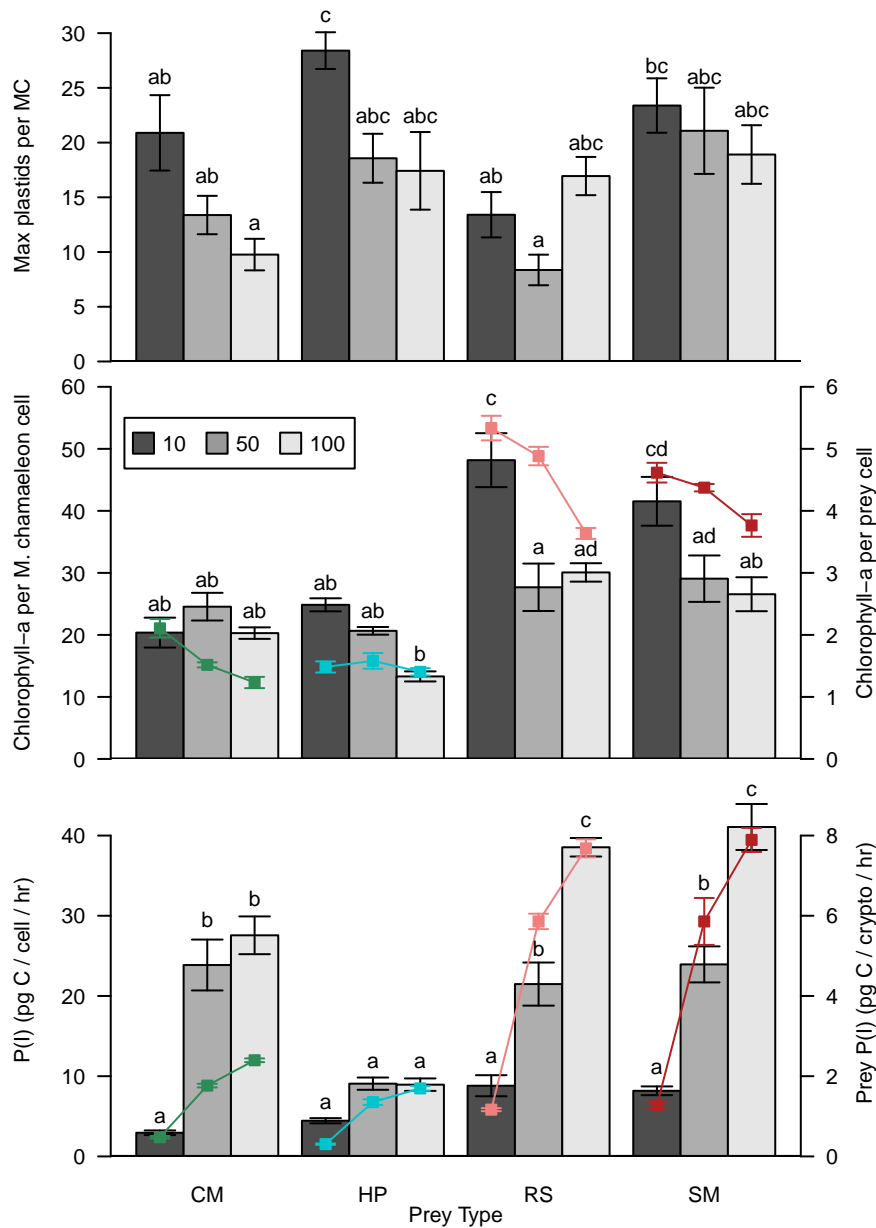 Max plastids per MC
30
25
20
15
10
5
0
ab
ab
a
c
abc
abc
ab
a
abc
bc
abc
abc
Chlorophyll−a per M. chamaeleon cell
60
50
40
30
20
10
0
10 50 100
ab
ab
ab
ab
ab
b
c
a
ad
cd
ad
ab
6
5
4
3
2
1
0
Chlorophyll−a per prey cell
P(I) (pg C / cell / hr)
40
30
20
10
0
a
b
b
a
a
a
a
b
c
a
b
c
8
6
4
2
0
Prey P(I) (pg C / crypto / hr)
CM HP RS SM
Prey Type